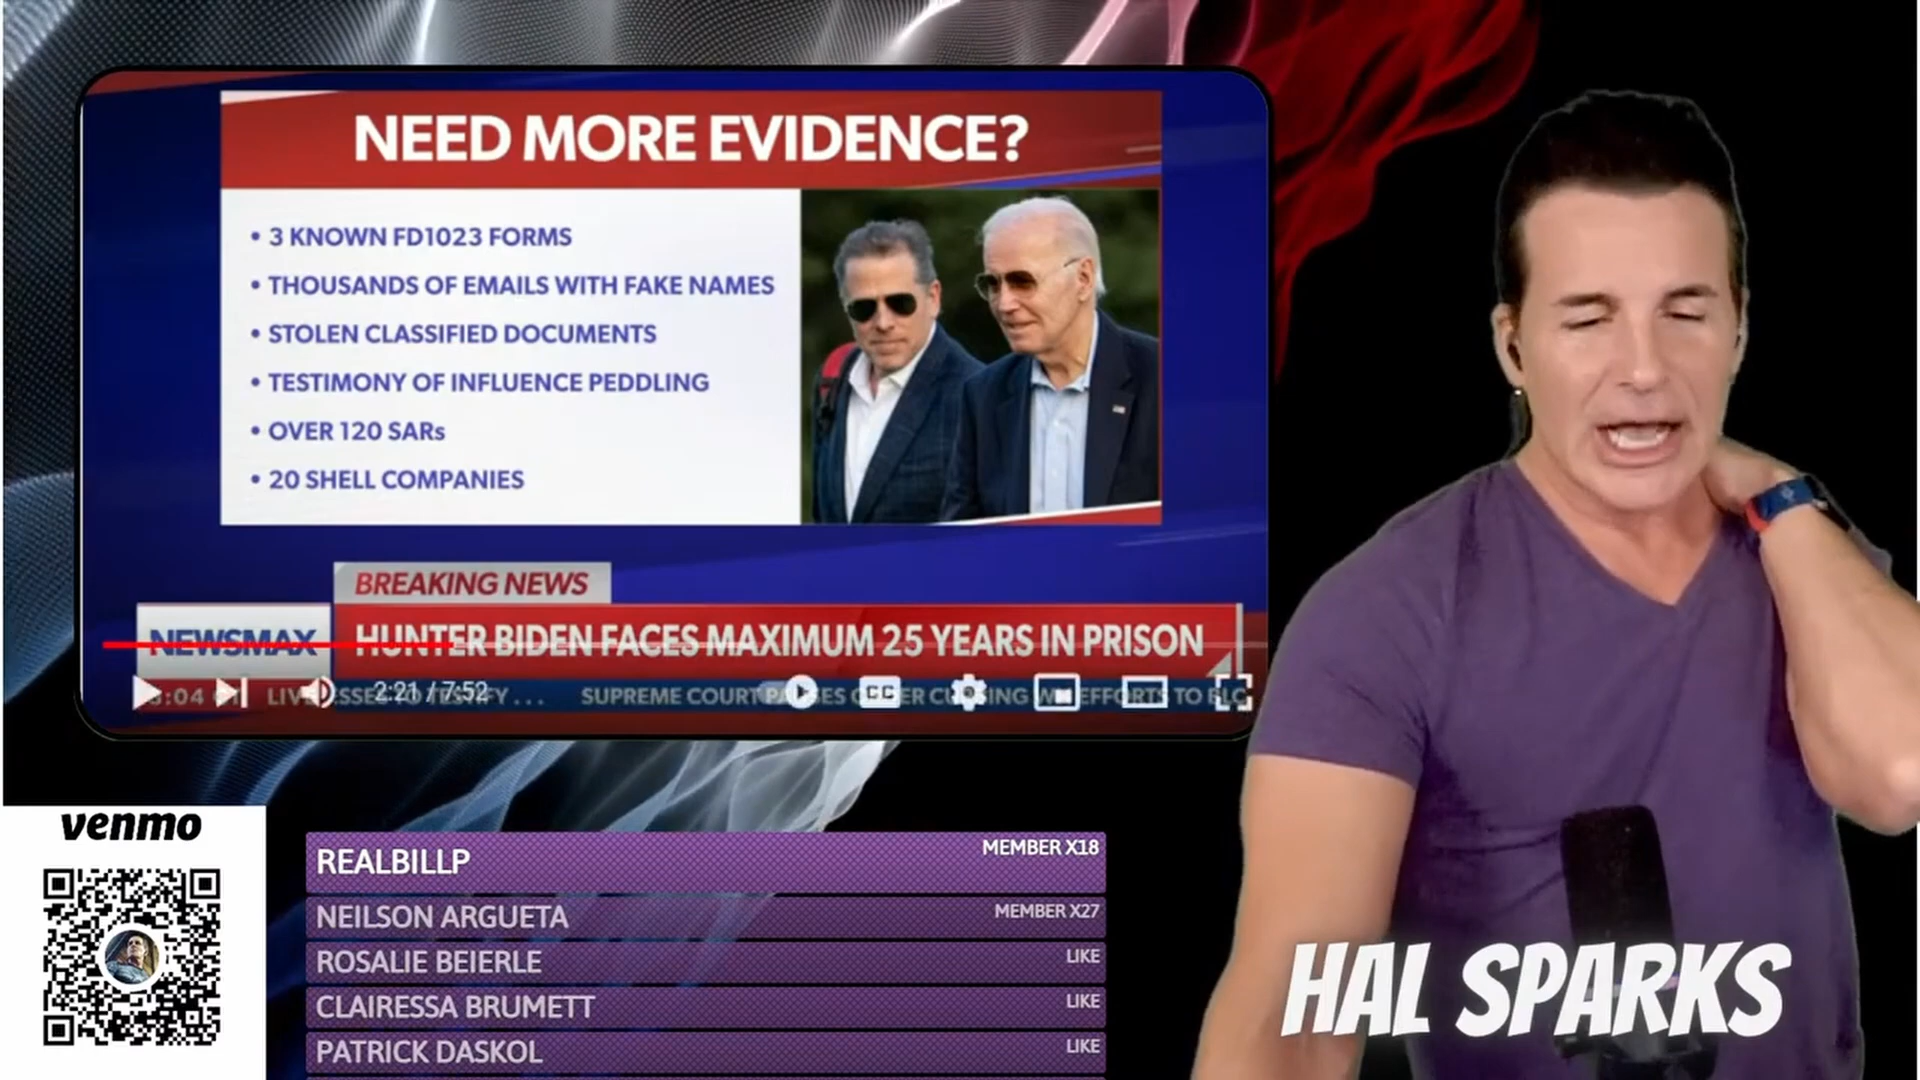 NEED MORE EVIDENCE?
• 3 KNOWN FD1023 FORMS
• THOUSANDS OF EMAILS WITH FAKE NAMES
• STOLEN CLASSIFIED DOCUMENTS
• TESTIMONY OF INFLUENCE PEDDLING
• OVER 120 SARs
• 20 SHELL COMPANIES
BREAKING NEWS
NEWSMAX
HUNTER BIDEN FACES MAXIMUM 25 YEARS IN PRISON
2:21 / 7:52
CC
SUPREME COURT EFFORTS TO
venmo
REALBILLP MEMBER X18
NEILSON ARGUETA MEMBER X27
ROSALIE BEIERLE LIKE
CLAIRESSA BRUMETT LIKE
PATRICK DASKOL LIKE
HAL SPARKS